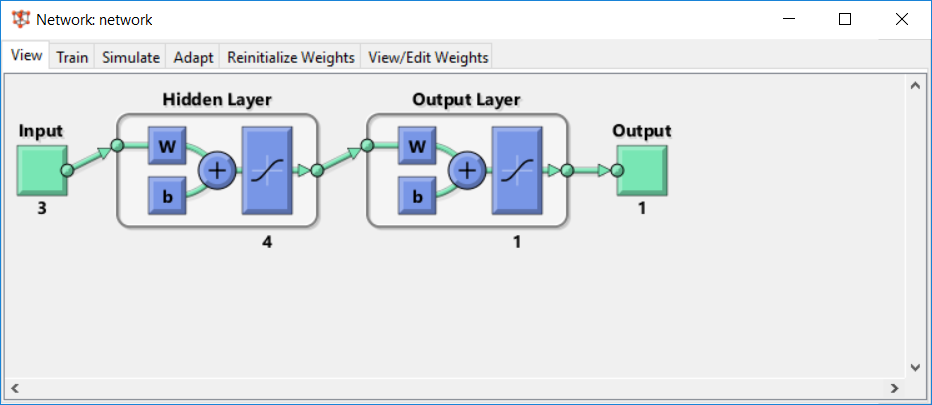 Network: network
View Train Simulate Adapt Reinitialize Weights View/Edit Weights
Hidden Layer Output Layer
Input Output
W W
+ +
b b
3 1
4 1